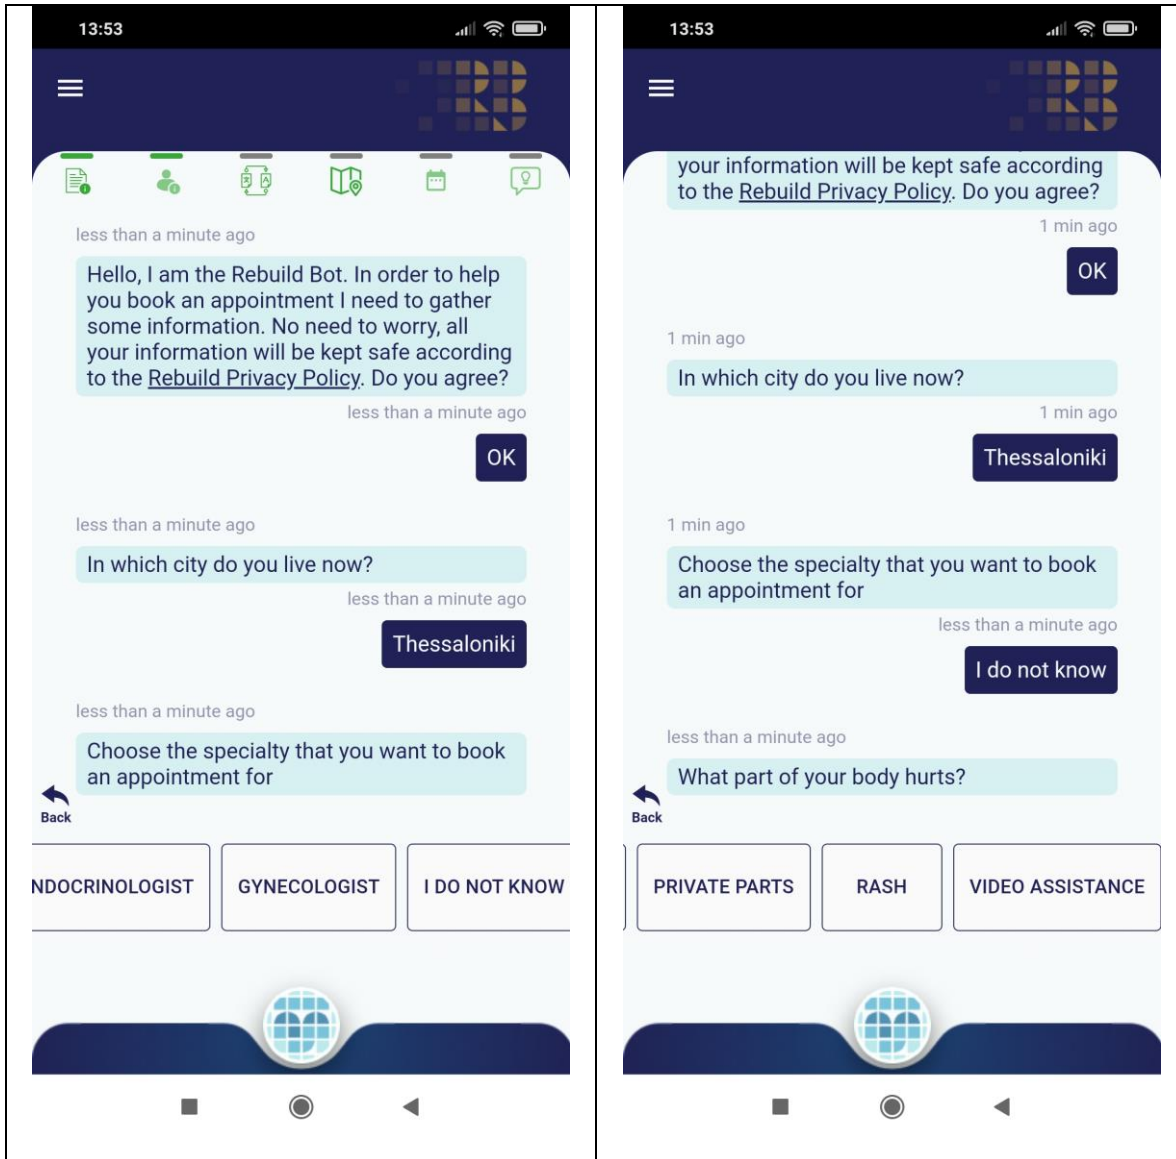 13:53
less than a minute ago
Hello, I am the Rebuild Bot. In order to help
you book an appointment I need to gather
some information. No need to worry, all
your information will be kept safe according
to the Rebuild Privacy Policy. Do you agree?
less than a minute ago
OK
less than a minute ago
In which city do you live now?
less than a minute ago
Thessaloniki
less than a minute ago
Choose the specialty that you want to book
an appointment for
Back
NDOCRINOLOGIST
GYNECOLOGIST
I DO NOT KNOW
13:53
your information will be kept safe according
to the Rebuild Privacy Policy. Do you agree?
1 min ago
OK
1 min ago
In which city do you live now?
1 min ago
Thessaloniki
1 min ago
Choose the specialty that you want to book
an appointment for
less than a minute ago
I do not know
less than a minute ago
What part of your body hurts?
Back
PRIVATE PARTS
RASH
VIDEO ASSISTANCE